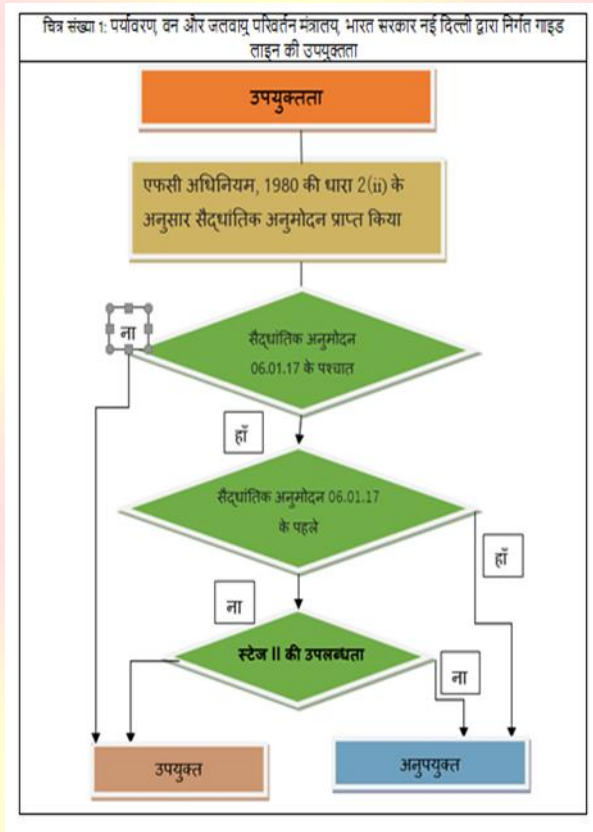 चित्र संख्या 1: पर्यावरण, वन और जलवायु परिवर्तन मंत्रालय, भारत सरकार नई दिल्ली द्वारा निर्गत गाइड
लाइन की उपयुक्तता
उपयुक्तता
एफसी अधिनियम, 1980 की धारा 2(ii) के
अनुसार सैद्धांतिक अनुमोदन प्राप्त किया
ना
सैद्धांतिक अनुमोदन
06.01.17 के पश्चात
हाँ
सैद्धांतिक अनुमोदन 06.01.17
के पहले
हाँ
ना
स्टेज II की उपलब्धता
ना
उपयुक्त
अनुपयुक्त